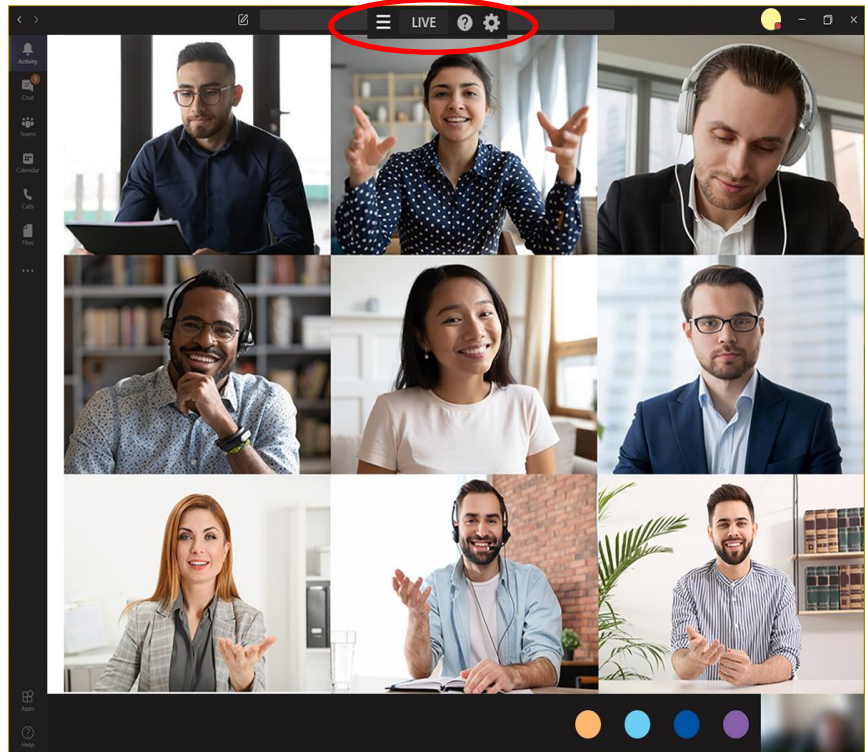 LIVE
Activity
Chat
Teams
Calendar
Calls
Files
Apps
Help